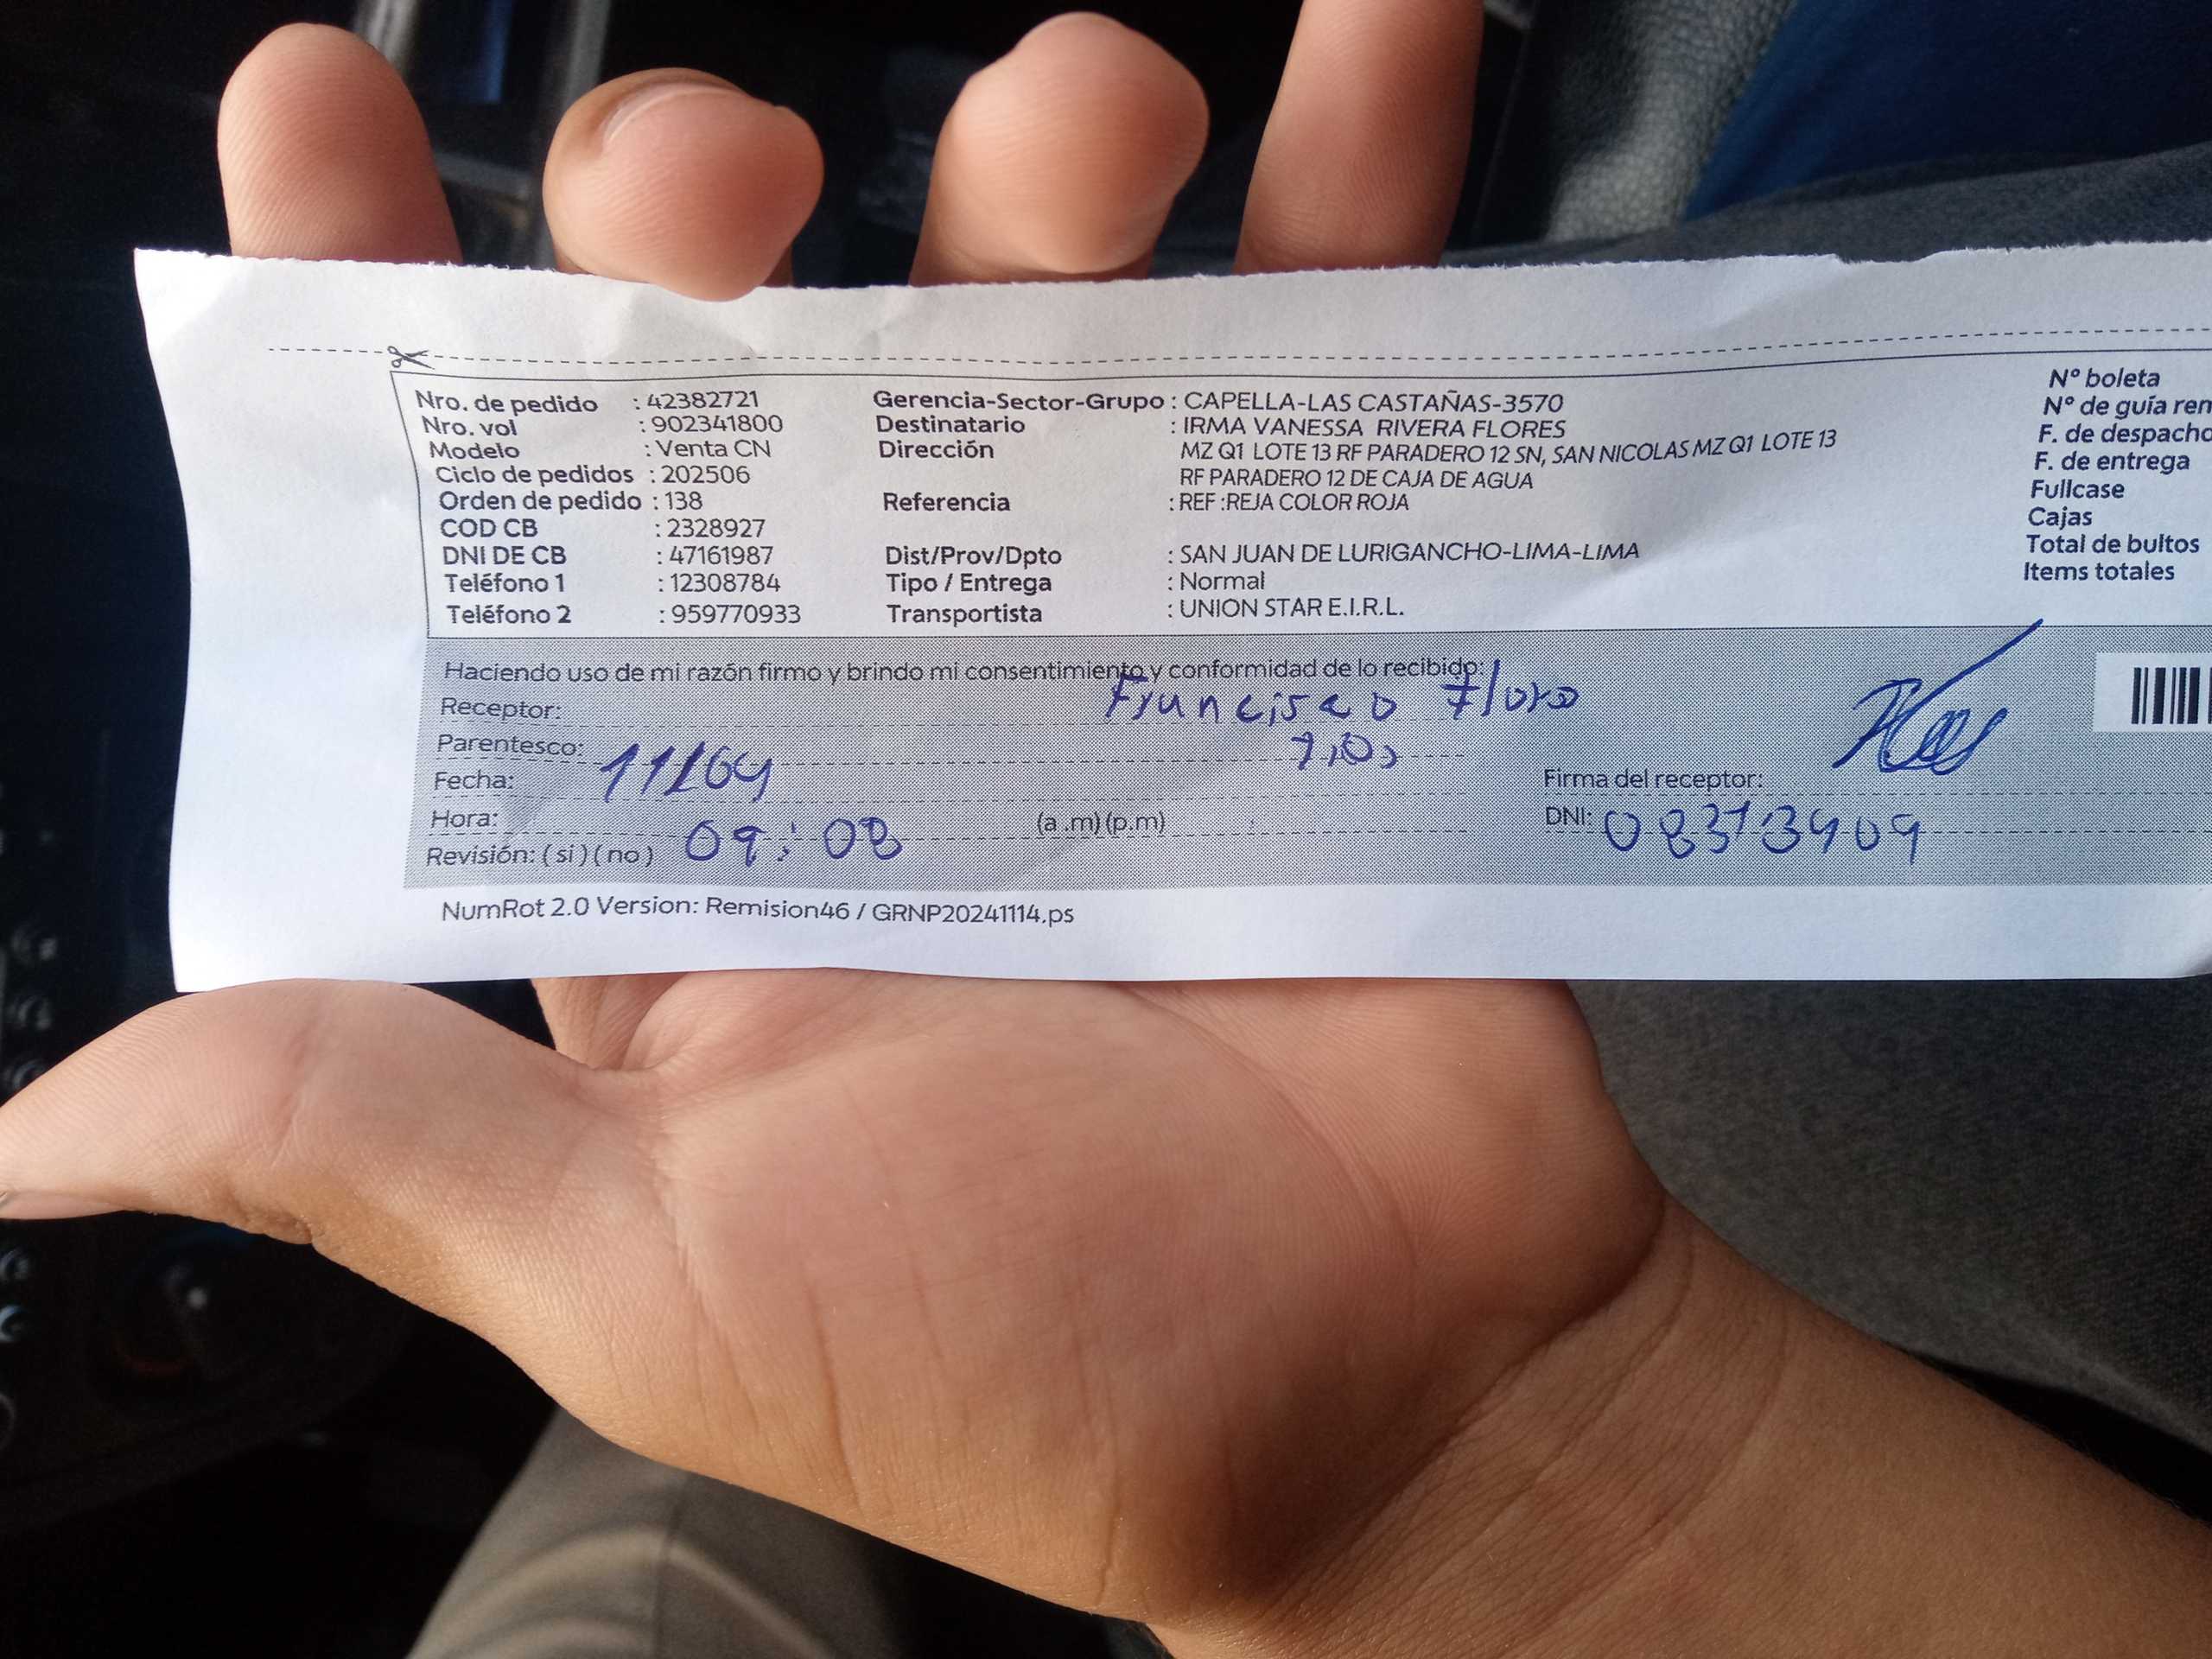 Nro. de pedido : 42382721
Nro. vol : 902341800
Modelo : Venta CN
Ciclo de pedidos : 202506
Orden de pedido : 138
COD CB : 2328927
DNI DE CB : 47161987
Teléfono 1 : 12308784
Teléfono 2 : 959770933
Gerencia-Sector-Grupo : CAPELLA-LAS CASTAÑAS-3570
Destinatario : IRMA VANESSA RIVERA FLORES
Dirección MZ Q1 LOTE 13 RF PARADERO 12 SN, SAN NICOLAS MZ Q1 LOTE 13
RF PARADERO 12 DE CAJA DE AGUA
Referencia : REF :REJA COLOR ROJA
Dist/Prov/Dpto : SAN JUAN DE LURIGANCHO-LIMA-LIMA
Tipo / Entrega : Normal
Transportista : UNION STAR E.I.R.L.
Nº boleta
Nº de guía rem
F. de despacho
F. de entrega
Fullcase
Cajas
Total de bultos
Items totales
Haciendo uso de mi razón firmo y brindo mi consentimiento y conformidad de lo recibido:
Receptor: Francisco
Parentesco:
Fecha: 11/04
Hora: 09:08 (a .m) (p.m)
Revisión: ( si ) ( no )
Firma del receptor:
DNI: 08373909
NumRot 2.0 Version: Remision46 / GRNP20241114.ps